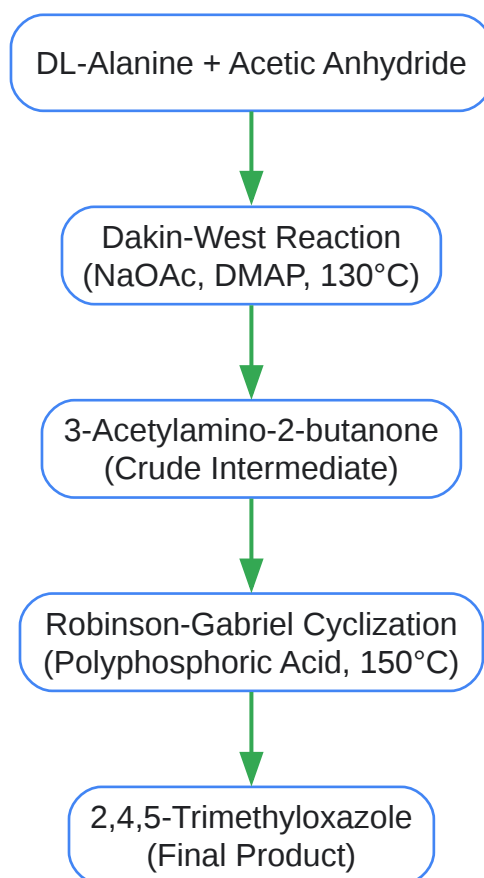 DL-Alanine + Acetic Anhydride
Dakin-West Reaction
(NaOAc, DMAP, 130°C)
3-Acetylamino-2-butanone
(Crude Intermediate)
Robinson-Gabriel Cyclization
(Polyphosphoric Acid, 150°C)
2,4,5-Trimethyloxazole
(Final Product)